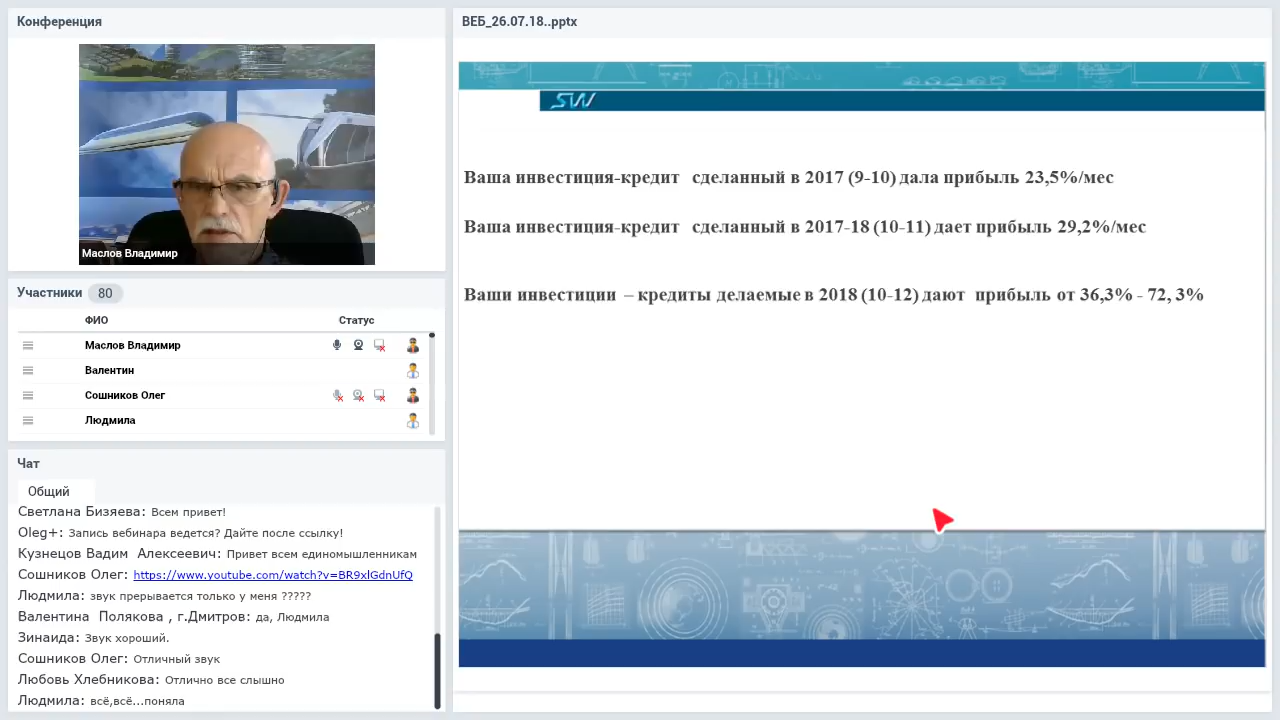 Конференция
Маслов Владимир
Участники 80
ФИО Статус
Маслов Владимир
Валентин
Сошников Олег
Людмила
Чат
Общий
Светлана Бизяева: Всем привет!
Oleg+: Запись вебинара ведется? Дайте после ссылку!
Кузнецов Вадим Алексеевич: Привет всем единомышленникам
Сошников Олег: https://www.youtube.com/watch?v=BR9xlGdnUfQ
Людмила: звук прерывается только у меня ?????
Валентина Полякова , г.Дмитров: да, Людмила
Зинаида: Звук хороший.
Сошников Олег: Отличный звук
Любовь Хлебникова: Отлично все слышно
Людмила: всё,всё...поняла
ВЕБ_26.07.18..pptx
SW
Ваша инвестиция-кредит сделанный в 2017 (9-10) дала прибыль 23,5%/мес
Ваша инвестиция-кредит сделанный в 2017-18 (10-11) дает прибыль 29,2%/мес
Ваши инвестиции – кредиты делаемые в 2018 (10-12) дают прибыль от 36,3% - 72, 3%